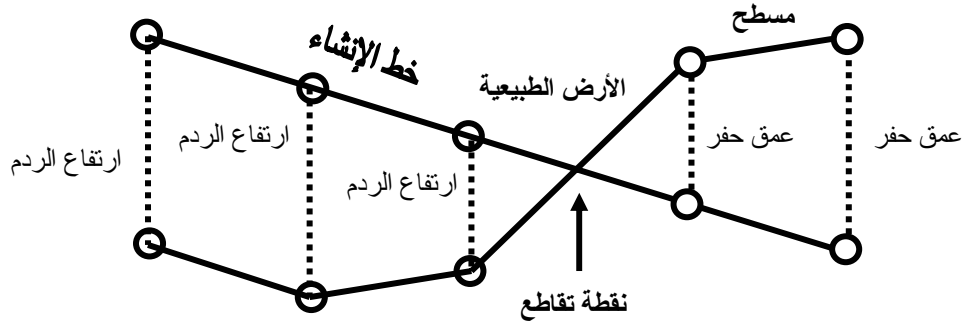 مسطح
خط الإنشاء
الأرض الطبيعية
عمق حفر
عمق حفر
ارتفاع الردم
ارتفاع الردم
ارتفاع الردم
نقطة تقاطع